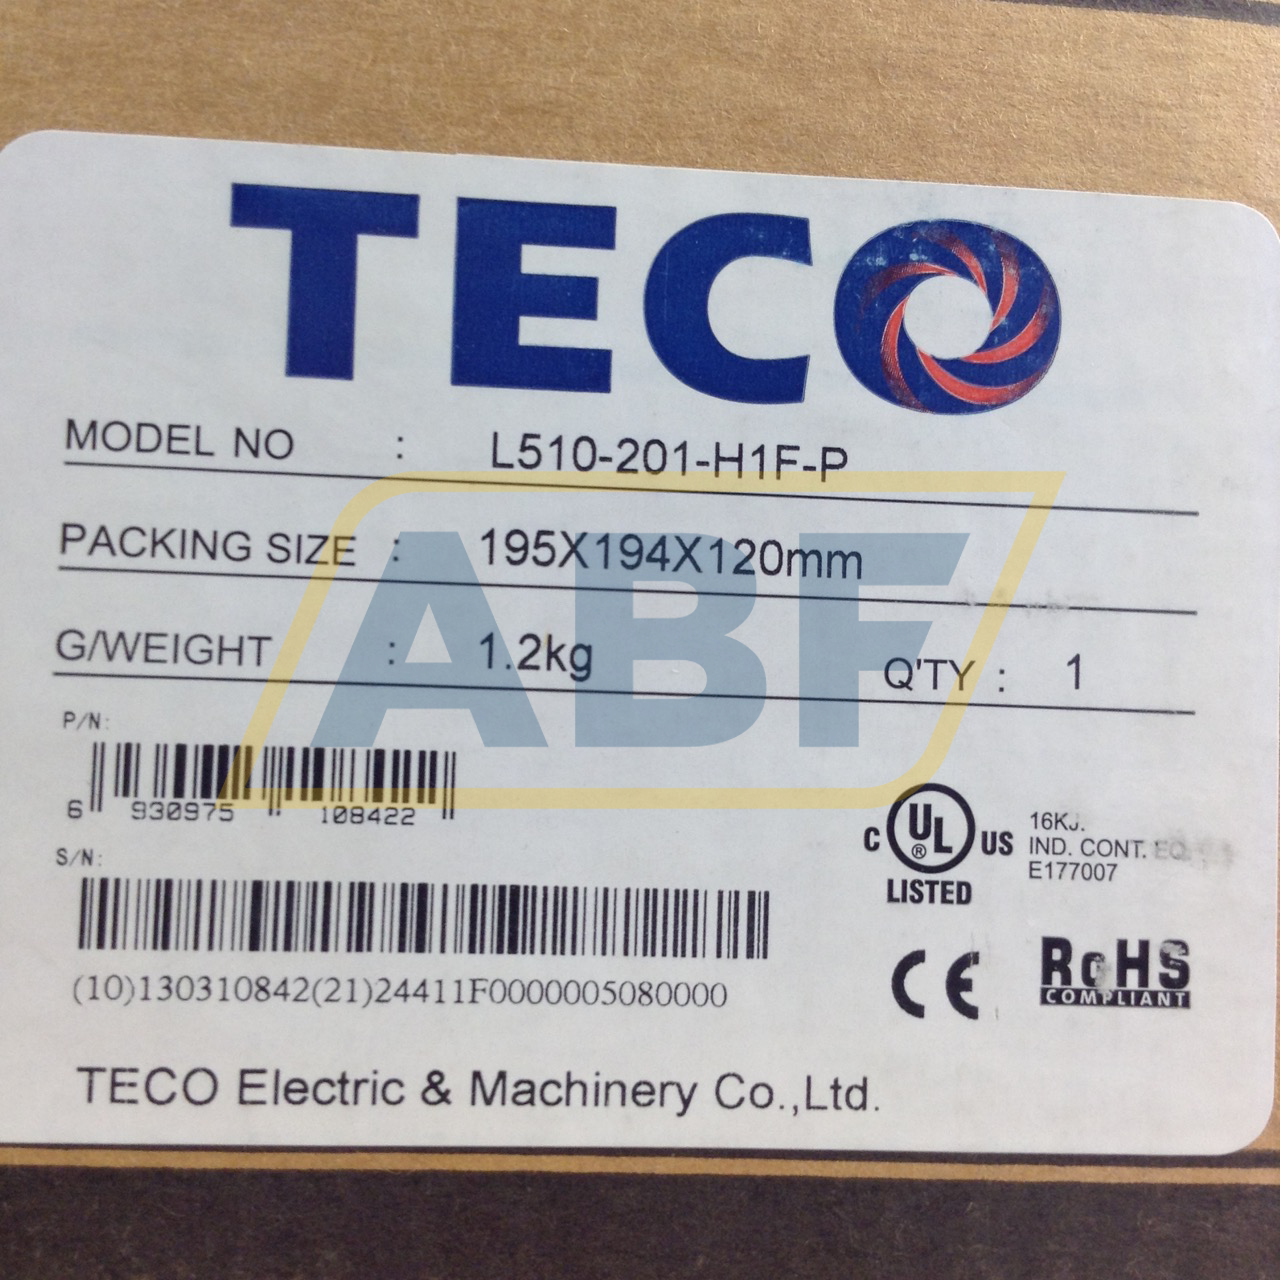 TECO
MODEL NO : L510-201-H1F-P
PACKING SIZE : 195X194X120mm
G/WEIGHT : 1.2kg Q'TY : 1
P/N:
6 930975 108422
S/N:
(10)130310842(21)24411F0000005080000
C UL ® US
LISTED
16KJ.
IND. CONT. EQ.
E177007
CE
RoHS
COMPLIANT
TECO Electric & Machinery Co.,Ltd.
ABF